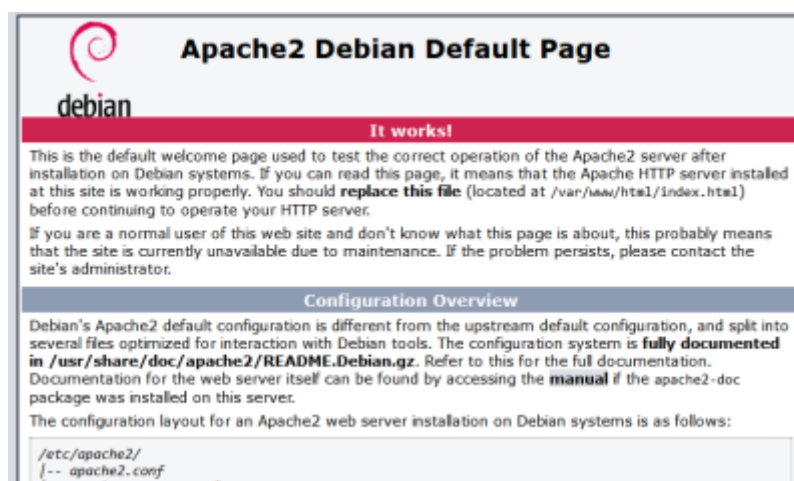 Apache2 Debian Default Page
debian
It works!
This is the default welcome page used to test the correct operation of the Apache2 server after
installation on Debian systems. If you can read this page, it means that the Apache HTTP server installed
at this site is working properly. You should replace this file (located at /var/www/html/index.html)
before continuing to operate your HTTP server.
If you are a normal user of this web site and don't know what this page is about, this probably means
that the site is currently unavailable due to maintenance. If the problem persists, please contact the
site's administrator.
Configuration Overview
Debian's Apache2 default configuration is different from the upstream default configuration, and split into
several files optimized for interaction with Debian tools. The configuration system is fully documented
in /usr/share/doc/apache2/README.Debian.gz. Refer to this for the full documentation.
Documentation for the web server itself can be found by accessing the manual if the apache2-doc
package was installed on this server.
The configuration layout for an Apache2 web server installation on Debian systems is as follows:
/etc/apache2/
|-- apache2.conf